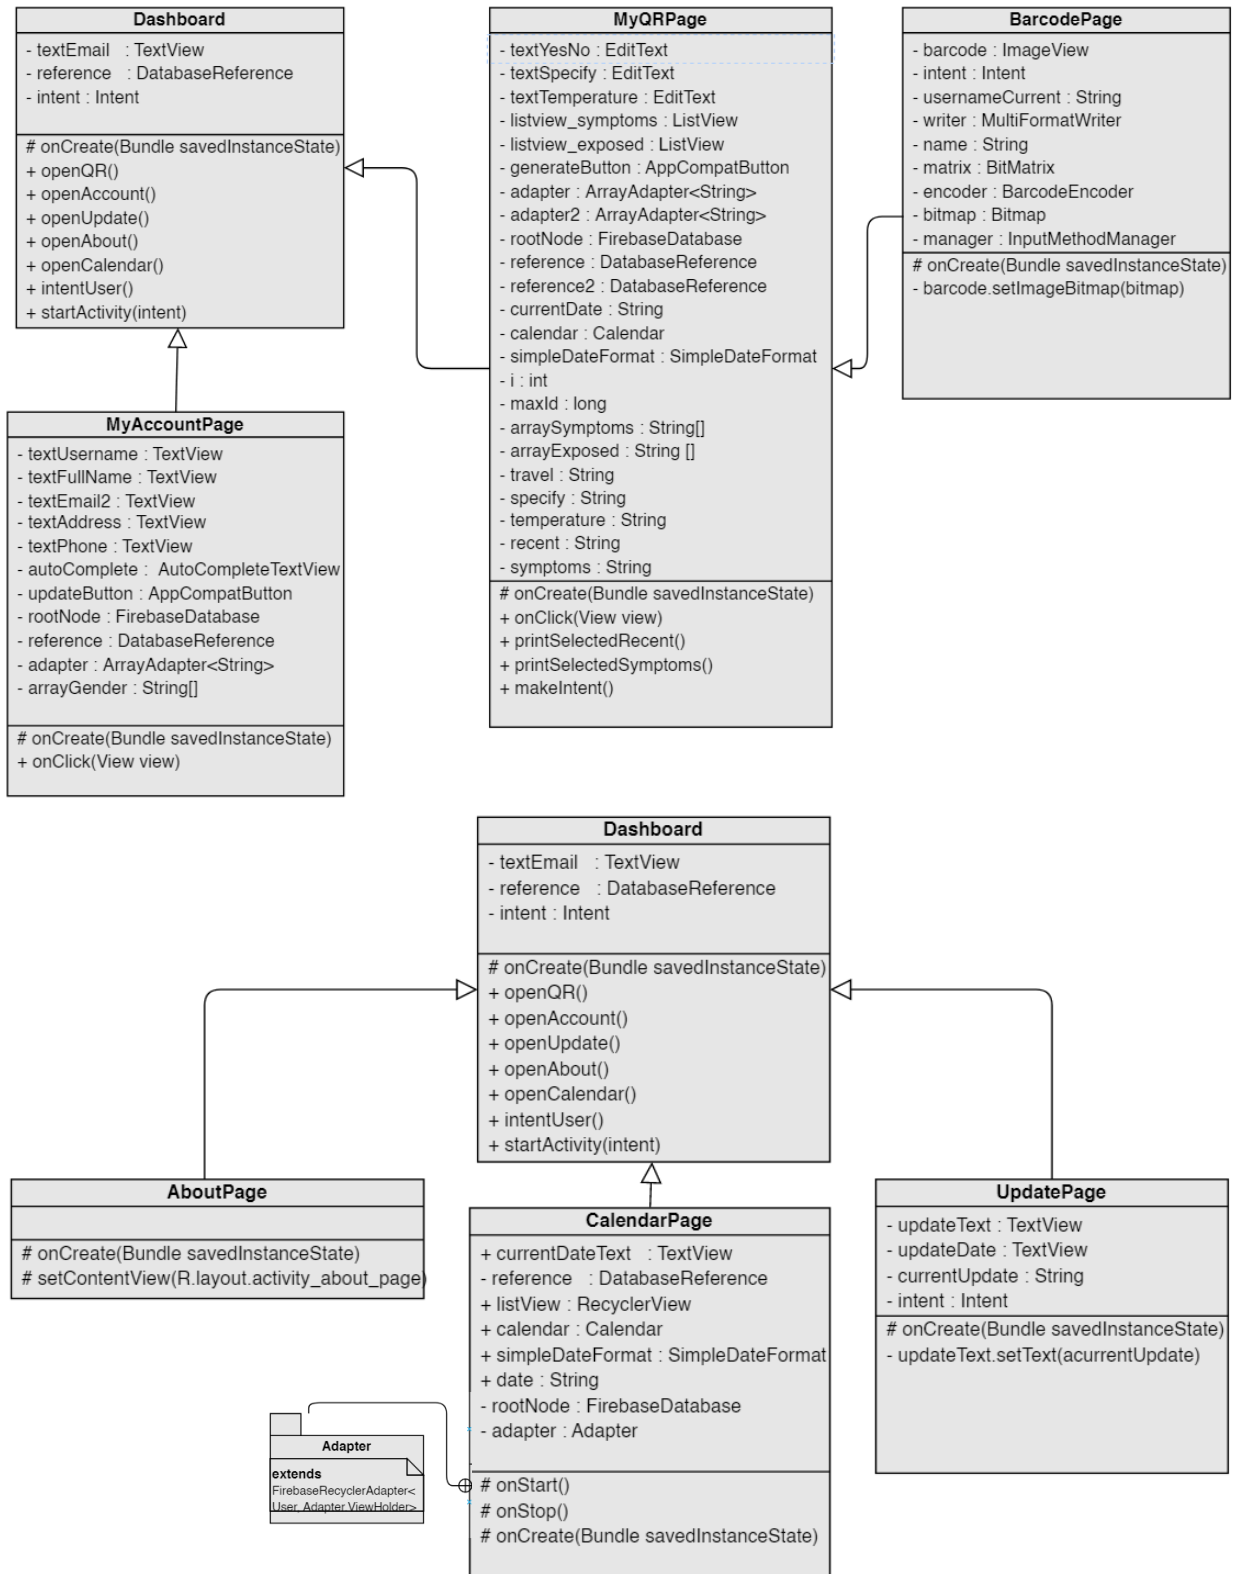 Dashboard
- textEmail : TextView
- reference : DatabaseReference
- intent : Intent
# onCreate(Bundle savedInstanceState)
+ openQR()
+ openAccount()
+ openUpdate()
+ openAbout()
+ openCalendar()
+ intentUser()
+ startActivity(intent)
MyQRPage
- textYesNo : EditText
- textSpecify : EditText
- textTemperature : EditText
- listview_symptoms : ListView
- listview_exposed : ListView
- generateButton : AppCompatButton
- adapter : ArrayAdapter<String>
- adapter2 : ArrayAdapter<String>
- rootNode : FirebaseDatabase
- reference : DatabaseReference
- reference2 : DatabaseReference
- currentDate : String
- calendar : Calendar
- simpleDateFormat : SimpleDateFormat
- i : int
- maxId : long
- arraySymptoms : String[]
- arrayExposed : String []
- travel : String
- specify : String
- temperature : String
- recent : String
- symptoms : String
# onCreate(Bundle savedInstanceState)
+ onClick(View view)
+ printSelectedRecent()
+ printSelectedSymptoms()
+ makeIntent()
BarcodePage
- barcode : ImageView
- intent : Intent
- usernameCurrent : String
- writer : MultiFormatWriter
- name : String
- matrix : BitMatrix
- encoder : BarcodeEncoder
- bitmap : Bitmap
- manager : InputMethodManager
# onCreate(Bundle savedInstanceState)
- barcode.setImageBitmap(bitmap)
MyAccountPage
- textUsername : TextView
- textFullName : TextView
- textEmail2 : TextView
- textAddress : TextView
- textPhone : TextView
- autoComplete : AutoCompleteTextView
- updateButton : AppCompatButton
- rootNode : FirebaseDatabase
- reference : DatabaseReference
- adapter : ArrayAdapter<String>
- arrayGender : String[]
# onCreate(Bundle savedInstanceState)
+ onClick(View view)
Dashboard
- textEmail : TextView
- reference : DatabaseReference
- intent : Intent
# onCreate(Bundle savedInstanceState)
+ openQR()
+ openAccount()
+ openUpdate()
+ openAbout()
+ openCalendar()
+ intentUser()
+ startActivity(intent)
AboutPage
# onCreate(Bundle savedInstanceState)
# setContentView(R.layout.activity_about_page)
CalendarPage
+ currentDateText : TextView
- reference : DatabaseReference
+ listView : RecyclerView
+ calendar : Calendar
+ simpleDateFormat : SimpleDateFormat
+ date : String
- rootNode : FirebaseDatabase
- adapter : Adapter
# onStart()
# onStop()
# onCreate(Bundle savedInstanceState)
UpdatePage
- updateText : TextView
- updateDate : TextView
- currentUpdate : String
- intent : Intent
# onCreate(Bundle savedInstanceState)
- updateText.setText(acurrentUpdate)
Adapter
extends
FirebaseRecyclerAdapter<
User, Adapter.ViewHolder>